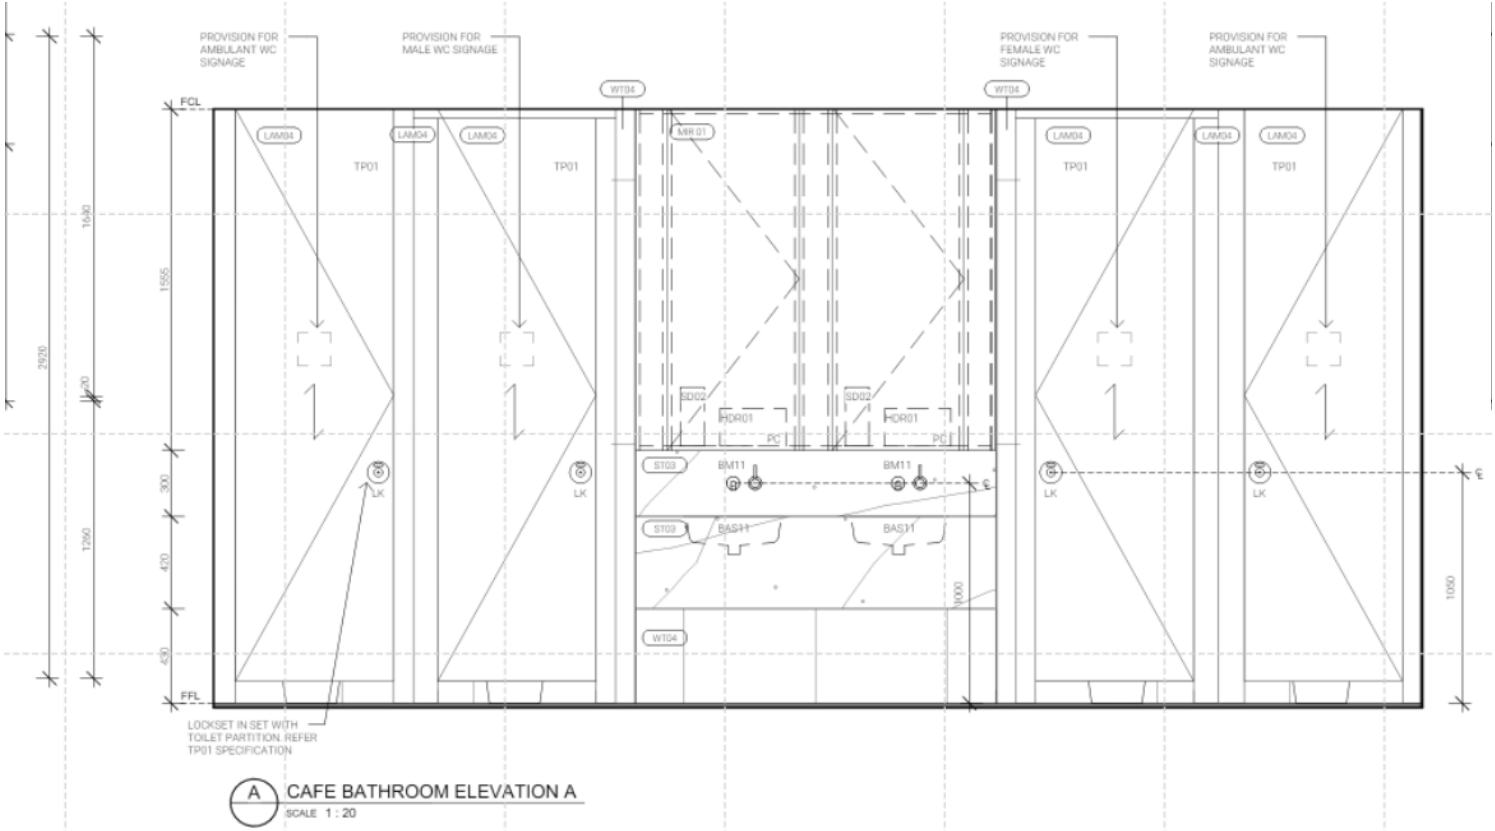 PROVISION FOR
AMBULANT WC
SIGNAGE
PROVISION FOR
MALE WC SIGNAGE
PROVISION FOR
FEMALE WC
SIGNAGE
PROVISION FOR
AMBULANT WC
SIGNAGE
WT04
WT04
FCL
LAM04
LAM04
LAM04
MIR 01
LAM04
LAM04
LAM04
TP01
TP01
TP01
TP01
1640
1555
2920
20
SD02
HDR01
PC
SD02
HDR01
PC
ST03
BM11
BM11
LK
LK
LK
LK
300
ST03
BAS11
BAS11
1260
420
1000
1050
WT04
430
FFL
LOCKSET IN SET WITH
TOILET PARTITION. REFER
TP01 SPECIFICATION
A
CAFE BATHROOM ELEVATION A
SCALE 1 : 20